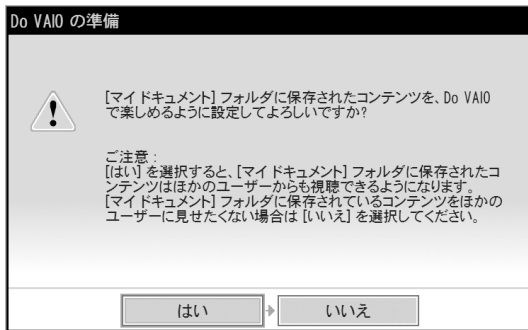 Do VAIO の準備
[マイドキュメント] フォルダに保存されたコンテンツを、Do VAIO
で楽しめるように設定してよろしいですか?
ご注意 :
[はい] を選択すると、[マイドキュメント] フォルダに保存されたコ
ンテンツはほかのユーザーからも視聴できるようになります。
[マイドキュメント] フォルダに保存されているコンテンツをほかの
ユーザーに見せたくない場合は [いいえ] を選択してください。
はい
いいえ